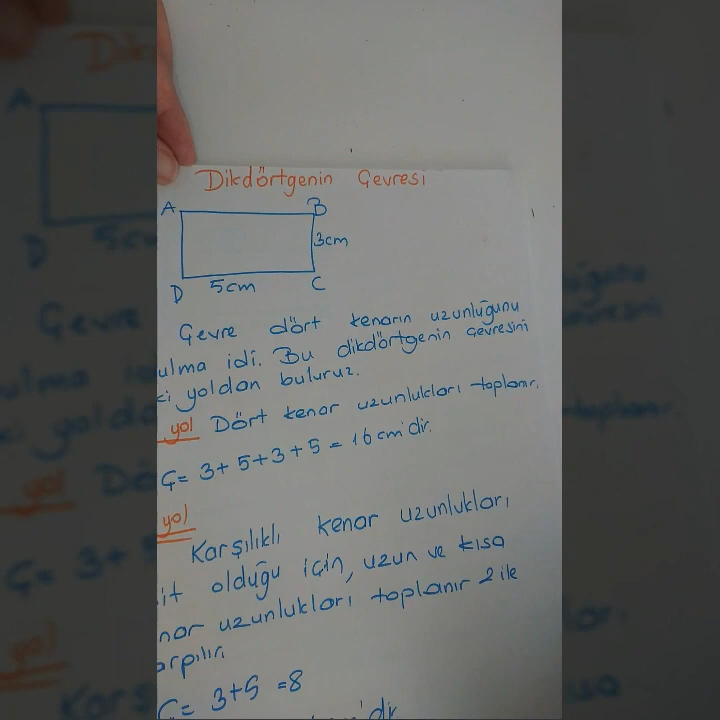 Dikdörtgenin Çevresi
A B
3cm
D 5cm C
Çevre dört kenarın uzunluğunu
ulma idi. Bu dikdörtgenin çevresini
ki yoldan buluruz.
yol Dört kenar uzunlukları toplanır.
Ç= 3+5+3+5 = 16 cm'dir.
yol
Karşılıklı kenar uzunlukları
it olduğu için, uzun ve kısa
nar uzunlukları toplanır 2 ile
arpılır.
Ç= 3+5 =8
'dir